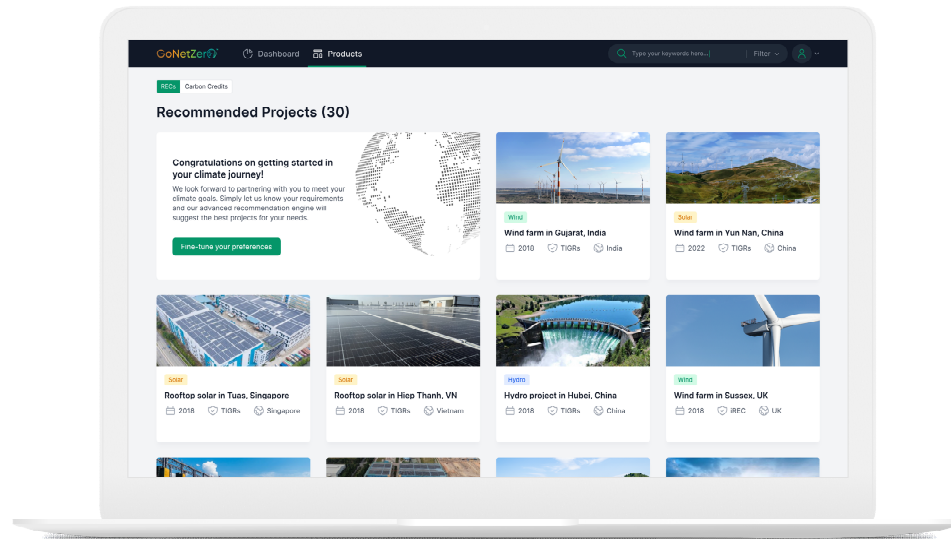 GoNetZero
Dashboard
Products
Type your keywords here...|
Filter
RECs
Carbon Credits
Recommended Projects (30)
Congratulations on getting started in
your climate journey!
We look forward to partnering with you to meet your
climate goals. Simply let us know your requirements
and our advanced recommendation engine will
suggest the best projects for your needs.
Fine-tune your preferences
Wind
Wind farm in Gujarat, India
2018 TIGRs India
Solar
Wind farm in Yun Nan, China
2022 TIGRs China
Solar
Rooftop solar in Tuas, Singapore
2018 TIGRs Singapore
Solar
Rooftop solar in Hiep Thanh, VN
2018 TIGRs Vietnam
Hydro
Hydro project in Hubei, China
2018 TIGRs China
Wind
Wind farm in Sussex, UK
2018 iREC UK